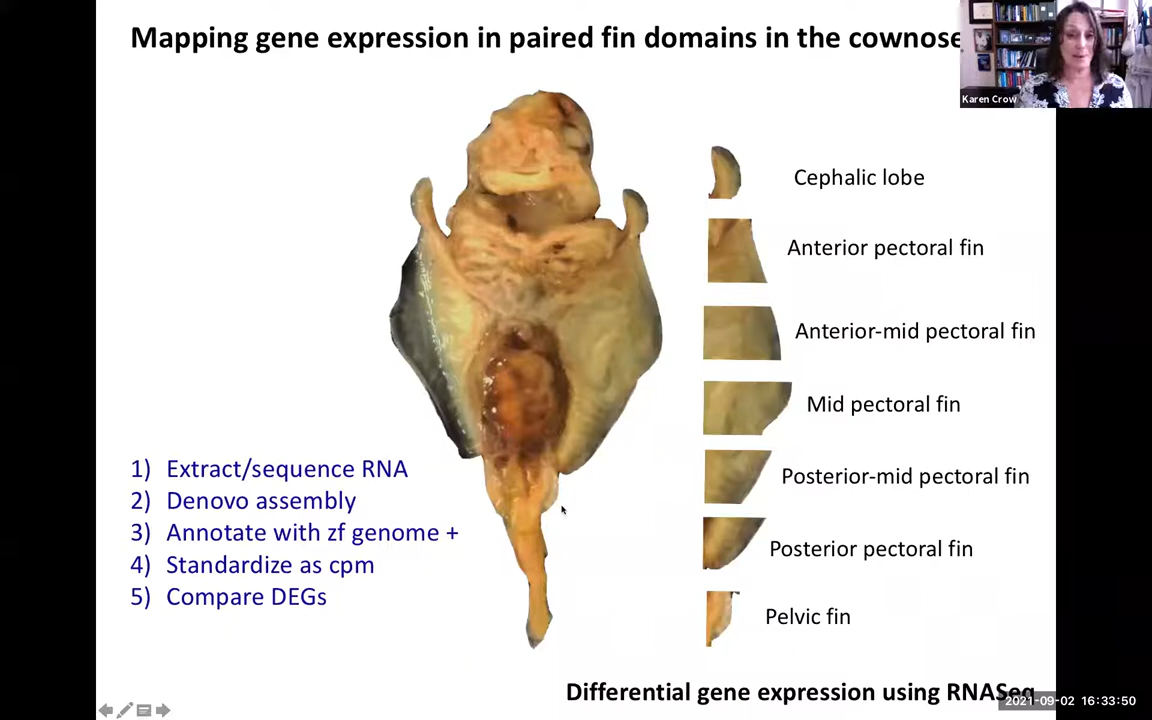 Mapping gene expression in paired fin domains in the cownose
Karen Crow
Cephalic lobe
Anterior pectoral fin
Anterior-mid pectoral fin
Mid pectoral fin
Posterior-mid pectoral fin
Posterior pectoral fin
Pelvic fin
1) Extract/sequence RNA
2) Denovo assembly
3) Annotate with zf genome +
4) Standardize as cpm
5) Compare DEGs
Differential gene expression using RNASeq
2021-09-02 16:33:50